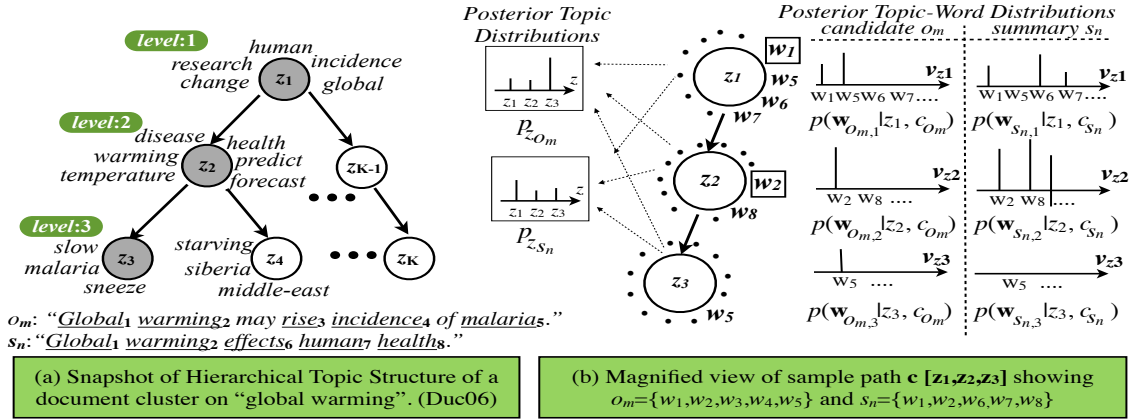 level:1
human
research
incidence
change
global
z1
level:2
disease
health
warming
predict
temperature
forecast
z2
zK-1
level:3
slow
malaria
sneeze
z3
starving
siberia
middle-east
z4
zK
om: “Global1 warming2 may rise3 incidence4 of malaria5.”
sn: “Global1 warming2 effects6 human7 health8.”
(a) Snapshot of Hierarchical Topic Structure of a
document cluster on “global warming”. (Duc06)
Posterior Topic
Distributions
z
z1 z2 z3
pzom
z
z1 z2 z3
pzsn
z1
w1
w5
w6
w7
z2
w2
w8
z3
w5
Posterior Topic-Word Distributions
candidate om
summary sn
vz1
w1 w5 w6 w7 ....
p(wom,1|z1, com)
vz1
w1 w5 w6 w7....
p(wsn,1|z1, csn)
vz2
w2 w8 ....
p(wom,2|z2, com)
vz2
w2 w8 ....
p(wsn,2|z2, csn)
vz3
w5 ....
p(wom,3|z3, com)
vz3
w5 ....
p(wsn,3|z3, csn)
(b) Magnified view of sample path c [z1,z2,z3] showing
om={w1,w2,w3,w4,w5} and sn={w1,w2,w6,w7,w8}